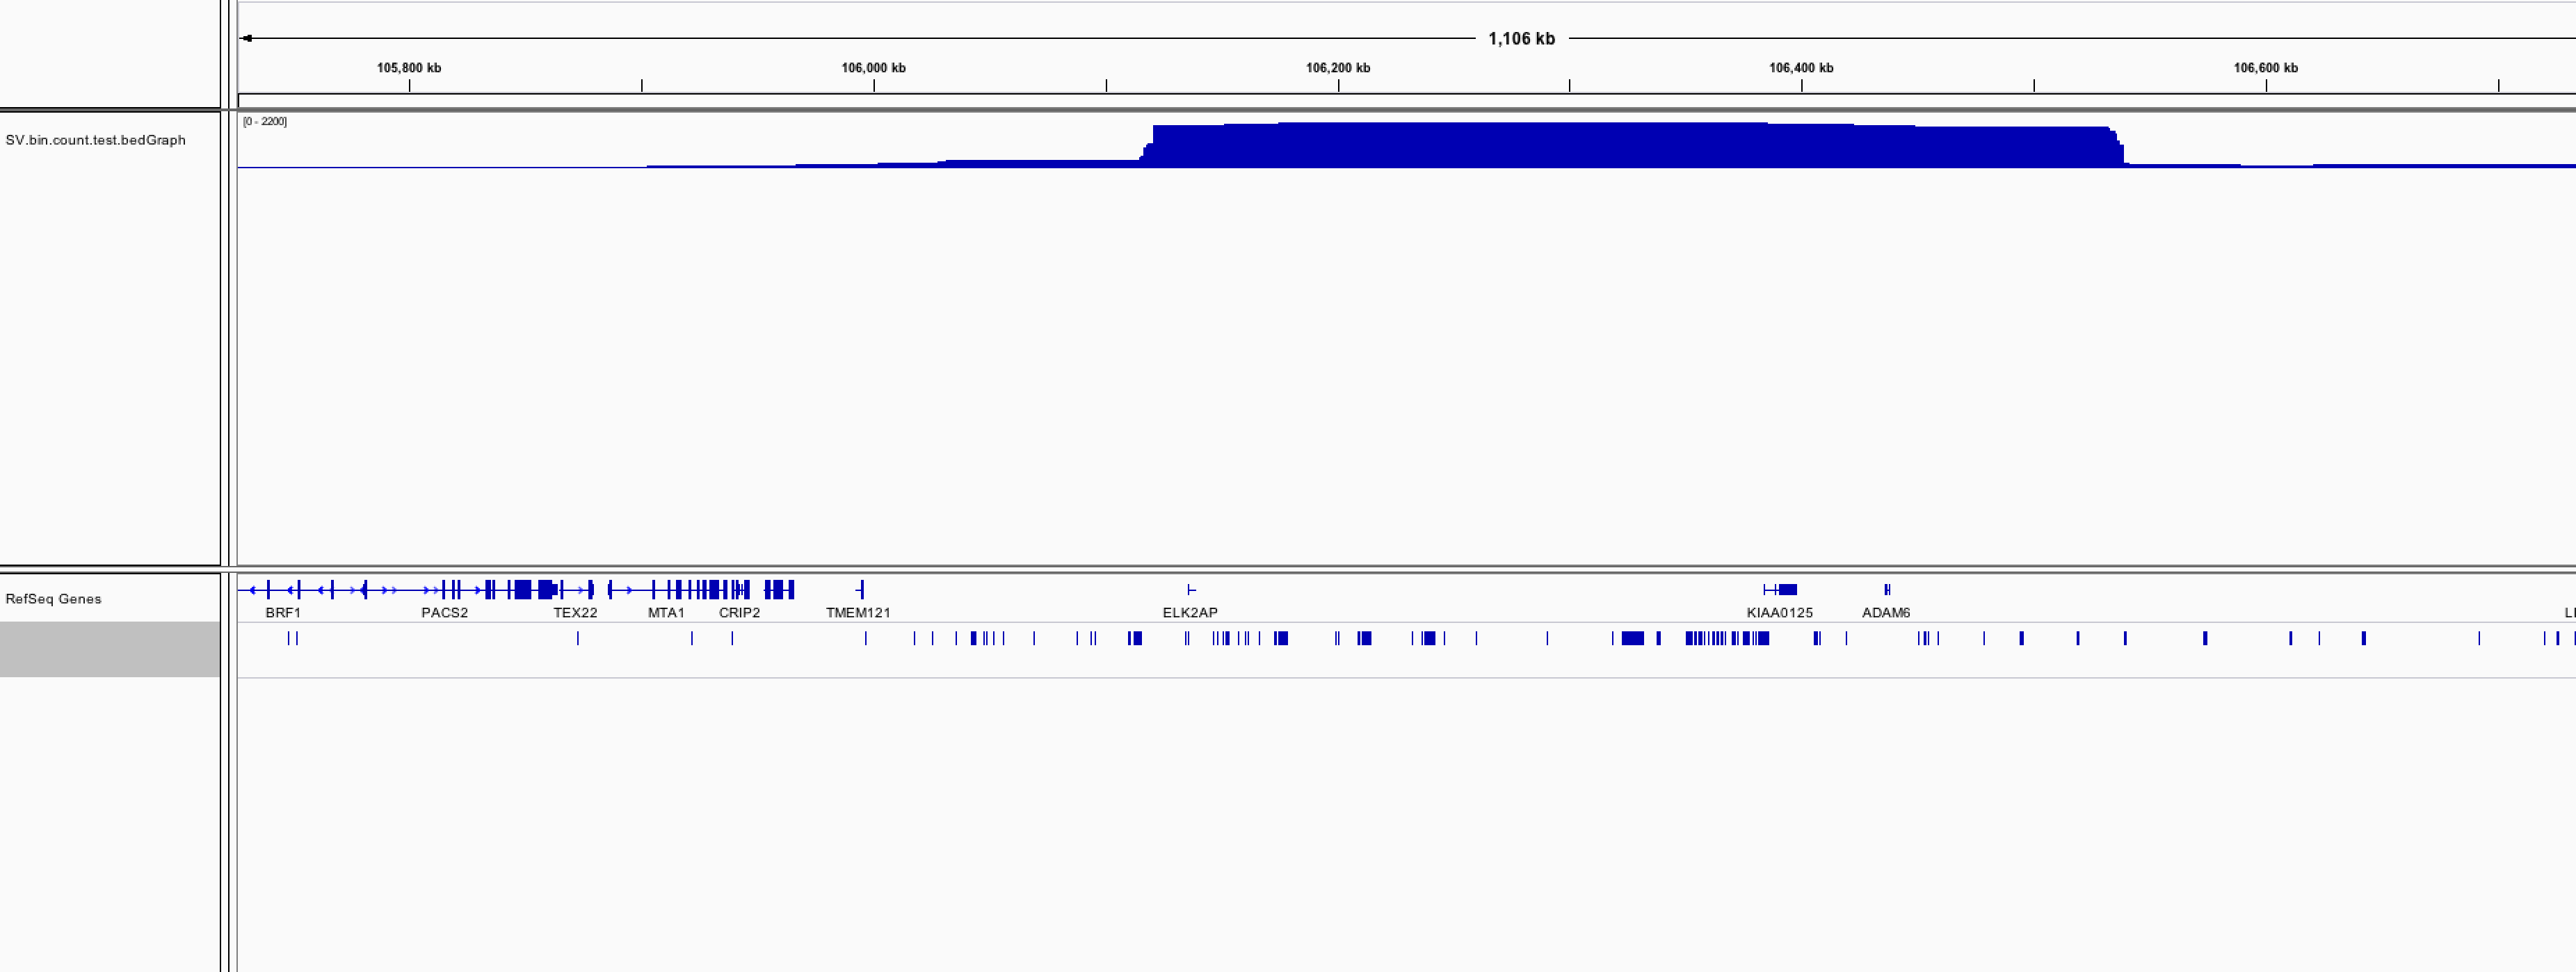 1,106 kb
105,800 kb 106,000 kb 106,200 kb 106,400 kb 106,600 kb
[0 - 2200]
SV.bin.count.test.bedGraph
RefSeq Genes
BRF1 PACS2 TEX22 MTA1 CRIP2 TMEM121 ELK2AP KIAA0125 ADAM6